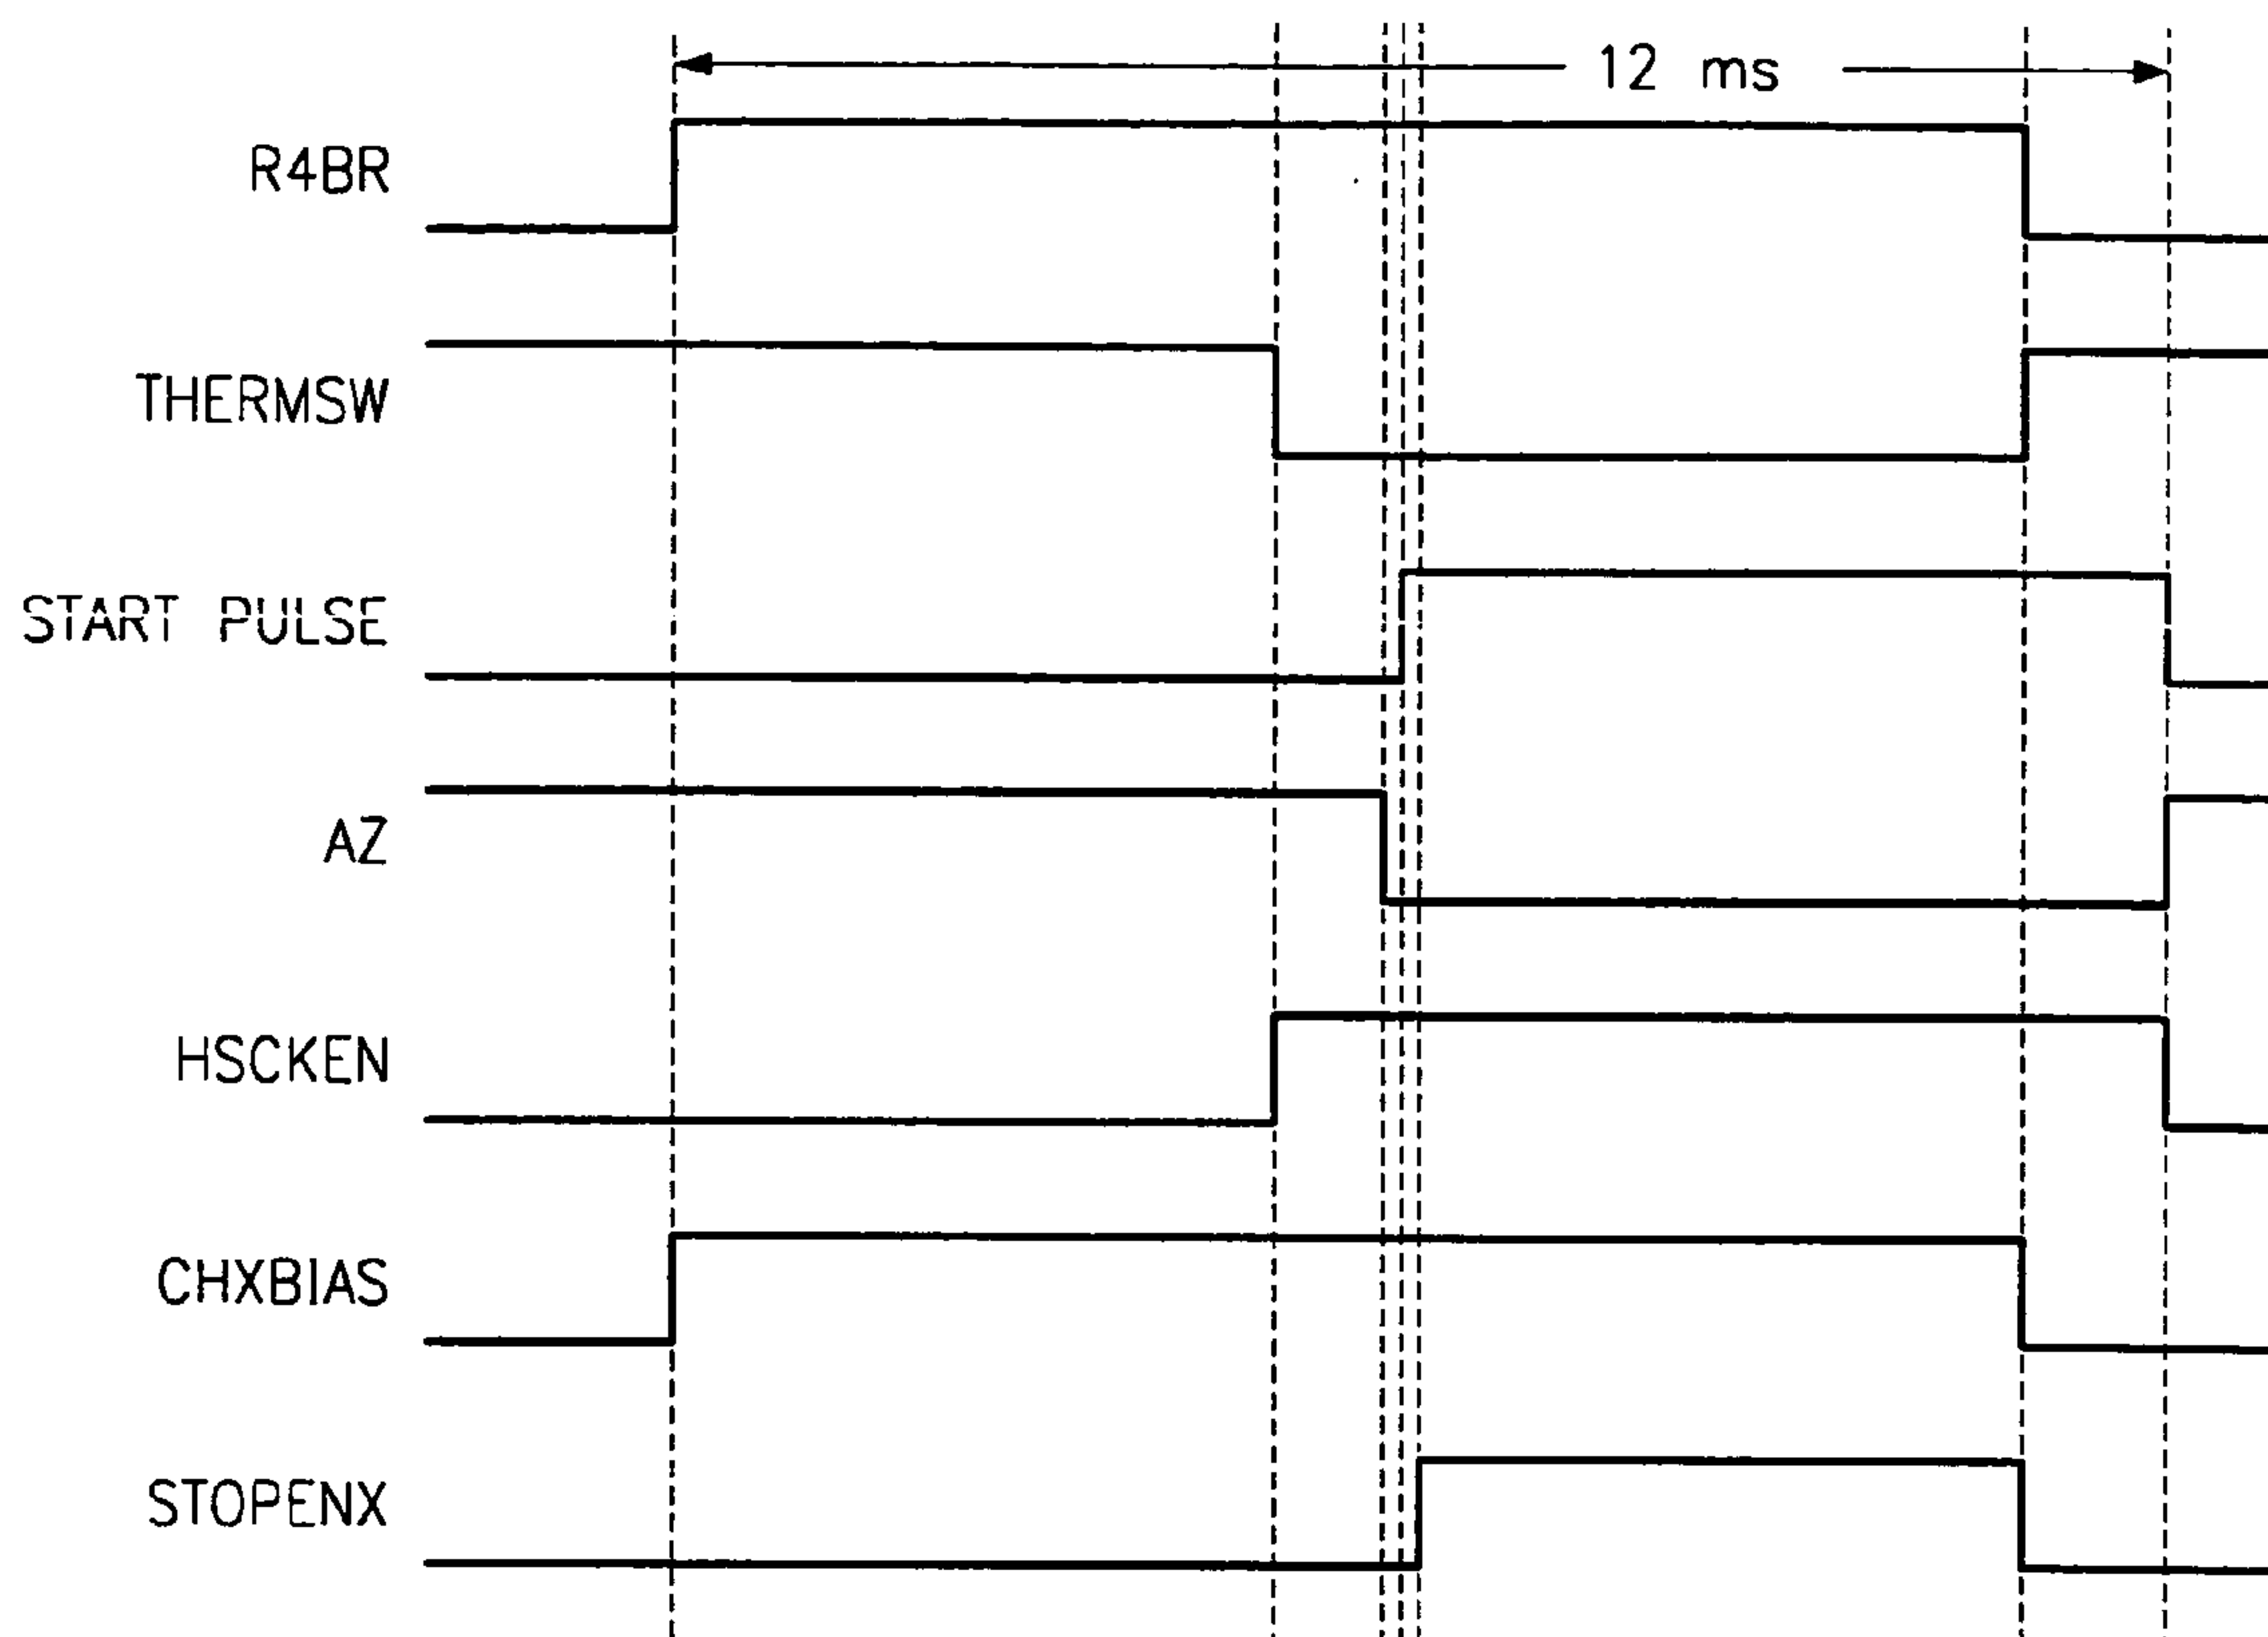 12 ms
R4BR
THERMSW
START PULSE
AZ
HSCKEN
CHXBIAS
STOPENX